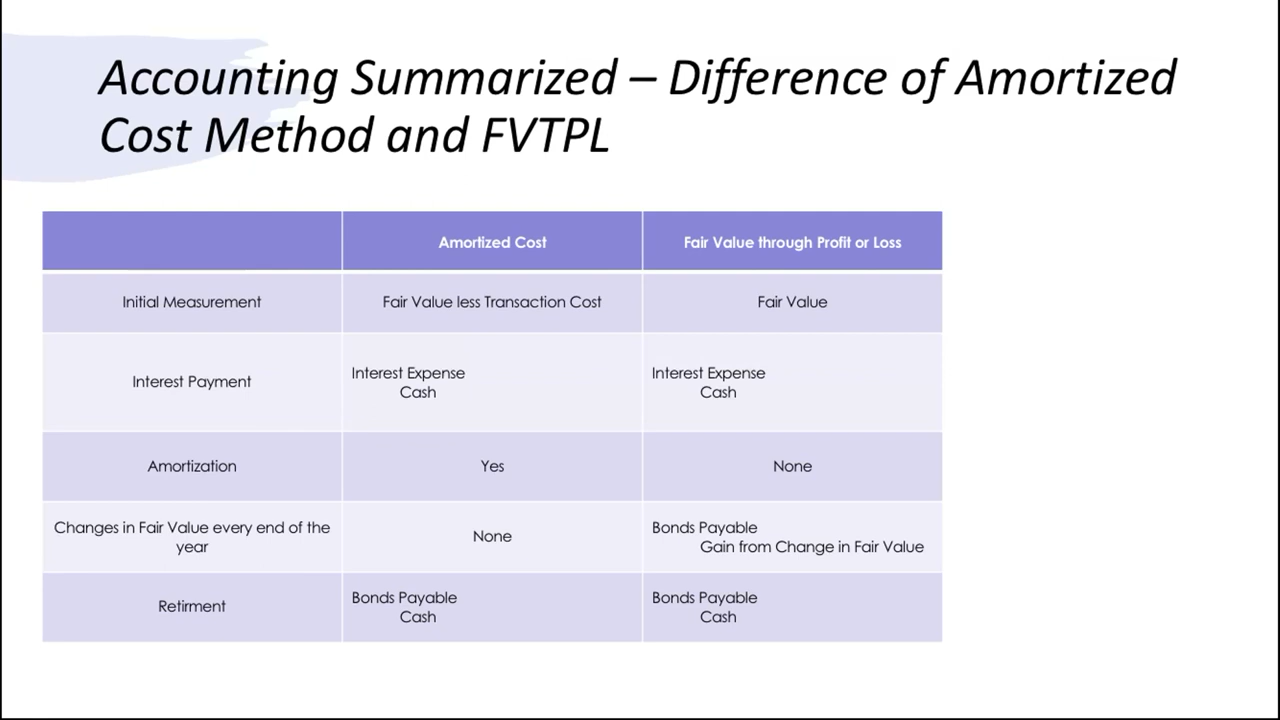 Accounting Summarized – Difference of Amortized
Cost Method and FVTPL
Amortized Cost
Fair Value through Profit or Loss
Initial Measurement
Fair Value less Transaction Cost
Fair Value
Interest Payment
Interest Expense
Cash
Interest Expense
Cash
Amortization
Yes
None
Changes in Fair Value every end of the
year
None
Bonds Payable
Gain from Change in Fair Value
Retirment
Bonds Payable
Cash
Bonds Payable
Cash